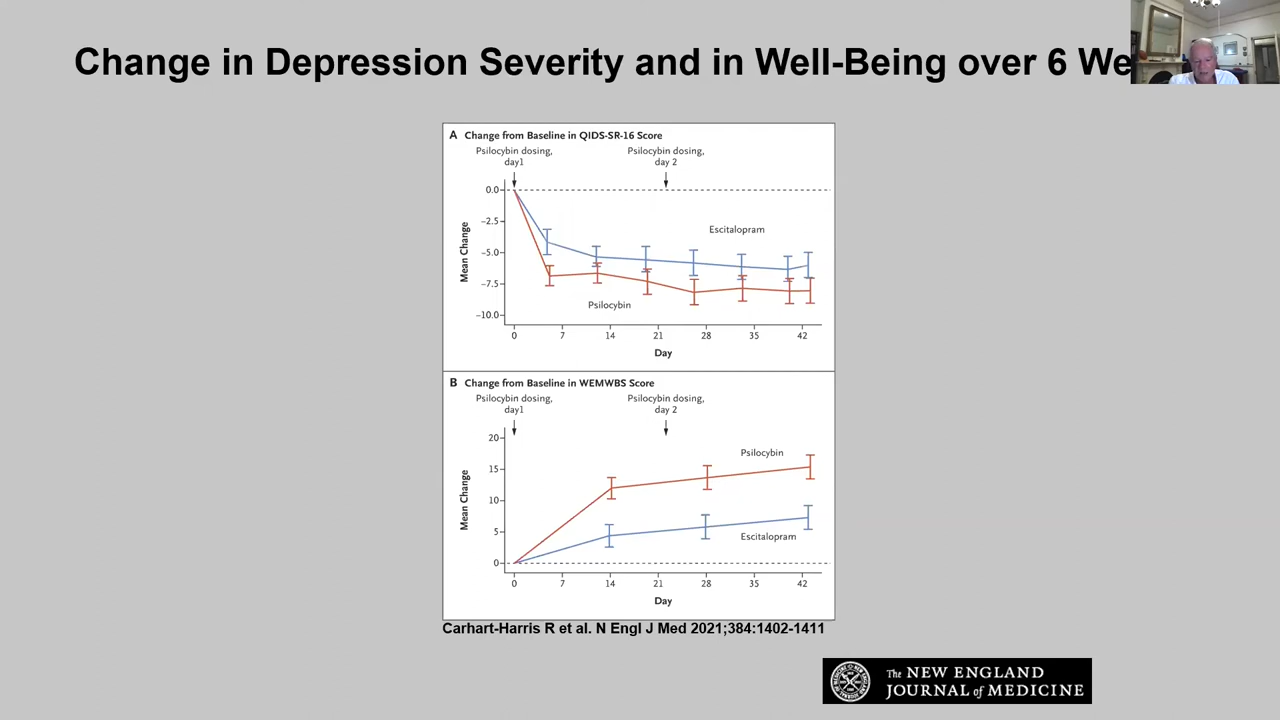 Change in Depression Severity and in Well-Being over 6 We
A Change from Baseline in QIDS-SR-16 Score
Psilocybin dosing,
day1
Psilocybin dosing,
day 2
0.0
−2.5
−5.0
−7.5
−10.0
Mean Change
Escitalopram
Psilocybin
0 7 14 21 28 35 42
Day
B Change from Baseline in WEMWBS Score
Psilocybin dosing,
day1
Psilocybin dosing,
day 2
20
15
10
5
0
Mean Change
Psilocybin
Escitalopram
0 7 14 21 28 35 42
Day
Carhart-Harris R et al. N Engl J Med 2021;384:1402-1411
The NEW ENGLAND
JOURNAL of MEDICINE